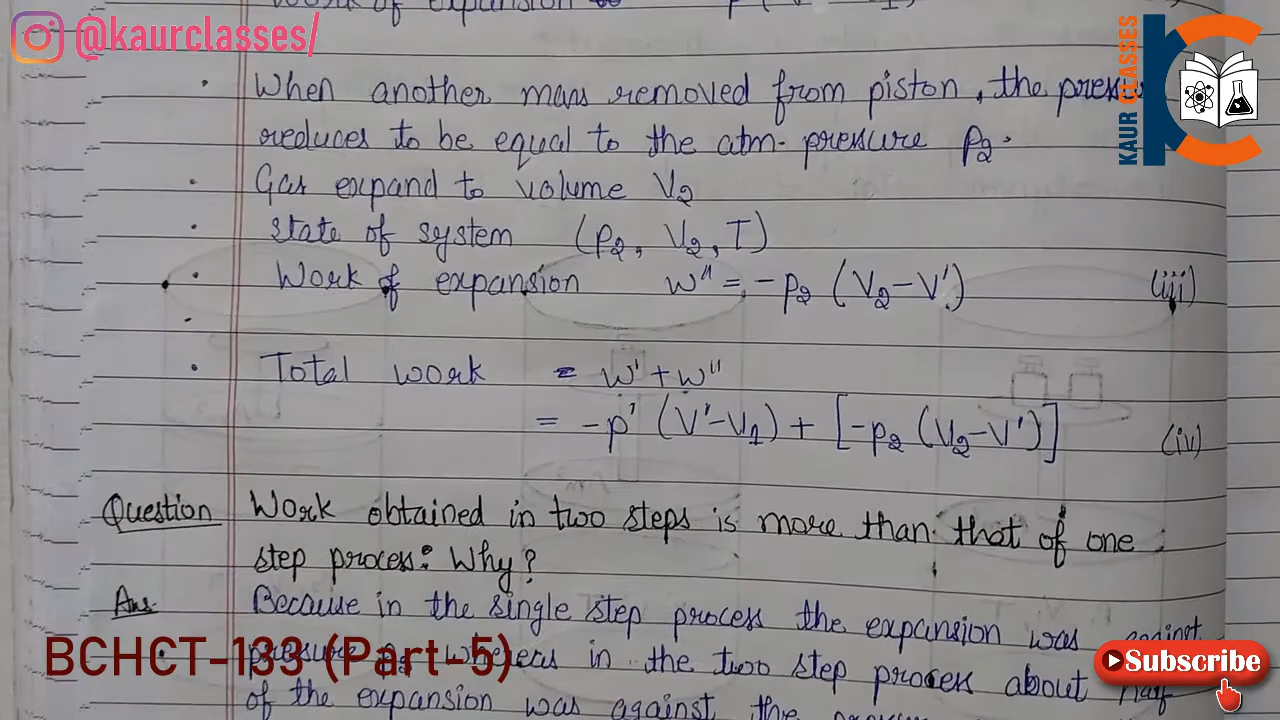 Work of expansion
@kaurclasses/
KAUR CLASSES
When another mass removed from piston, the
reduces to be equal to the atm. pressure p2.
Gas expand to volume V2
State of system (p2, V2, T)
Work of expansion w" = -p2 (V2-V') (iii)
Total work = w' + w"
= -p' (V'-V1) + [-p2 (V2-V')] (iv)
Question Work obtained in two steps is more than that of one
step process. Why?
Ans. Because in the single step process the expansion was against
pressure whereas in the two step process about half
of the expansion was against the
BCHCT-133 (Part-5)
Subscribe